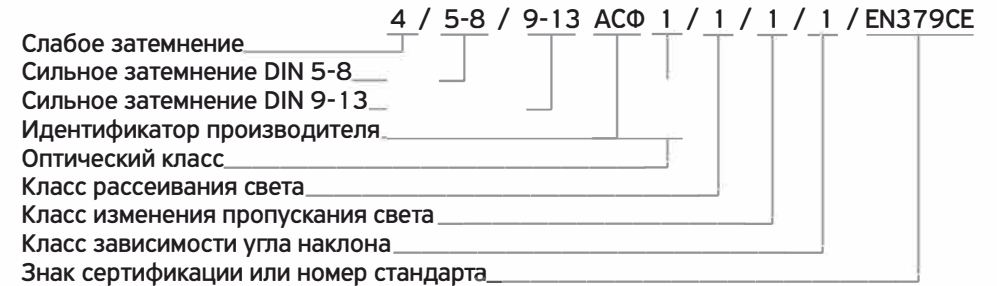 4 / 5-8 / 9-13 АСФ 1 / 1 / 1 / 1 / EN379CE
Слабое затемнение
Сильное затемнение DIN 5-8
Сильное затемнение DIN 9-13
Идентификатор производителя
Оптический класс
Класс рассеивания света
Класс изменения пропускания света
Класс зависимости угла наклона
Знак сертификации или номер стандарта